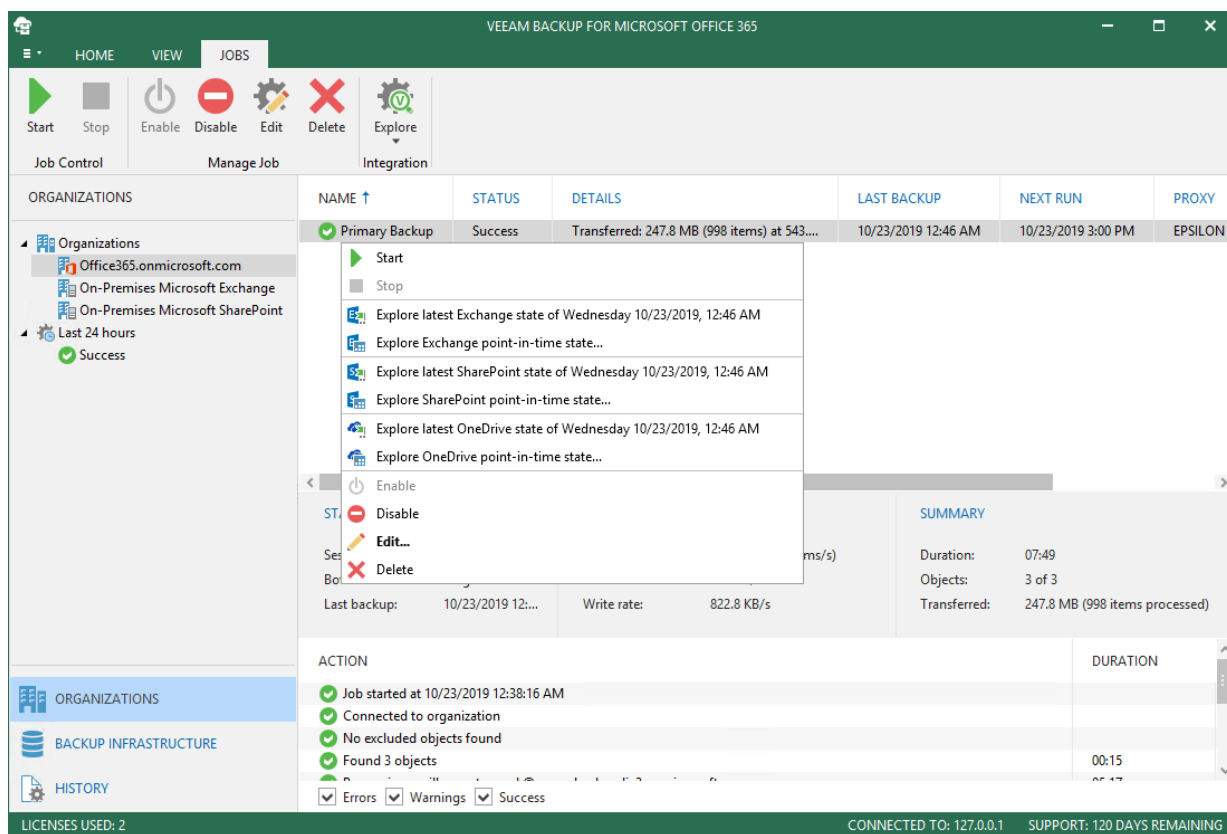 VEEAM BACKUP FOR MICROSOFT OFFICE 365
HOME VIEW JOBS
Start Stop Enable Disable Edit Delete Explore
Job Control Manage Job Integration
ORGANIZATIONS
Organizations
Office365.onmicrosoft.com
On-Premises Microsoft Exchange
On-Premises Microsoft SharePoint
Last 24 hours
Success
NAME ↑ STATUS DETAILS LAST BACKUP NEXT RUN PROXY
Primary Backup Success Transferred: 247.8 MB (998 items) at 543.... 10/23/2019 12:46 AM 10/23/2019 3:00 PM EPSILON
Start
Stop
Explore latest Exchange state of Wednesday 10/23/2019, 12:46 AM
Explore Exchange point-in-time state...
Explore latest SharePoint state of Wednesday 10/23/2019, 12:46 AM
Explore SharePoint point-in-time state...
Explore latest OneDrive state of Wednesday 10/23/2019, 12:46 AM
Explore OneDrive point-in-time state...
Enable
Disable
Edit...
Delete
SUMMARY
ms/s) Duration: 07:49
Objects: 3 of 3
Last backup: 10/23/2019 12:... Write rate: 822.8 KB/s Transferred: 247.8 MB (998 items processed)
ACTION DURATION
Job started at 10/23/2019 12:38:16 AM
Connected to organization
No excluded objects found
Found 3 objects 00:15
Errors Warnings Success
ORGANIZATIONS
BACKUP INFRASTRUCTURE
HISTORY
LICENSES USED: 2 CONNECTED TO: 127.0.0.1 SUPPORT: 120 DAYS REMAINING